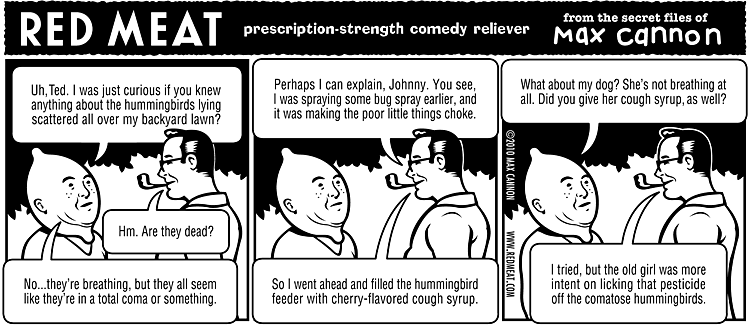 RED MEAT
prescription-strength comedy reliever
from the secret files of
Max cannon
Uh, Ted. I was just curious if you knew
anything about the hummingbirds lying
scattered all over my backyard lawn?
Hm. Are they dead?
No...they're breathing, but they all seem
like they're in a total coma or something.
Perhaps I can explain, Johnny. You see,
I was spraying some bug spray earlier, and
it was making the poor little things choke.
So I went ahead and filled the hummingbird
feeder with cherry-flavored cough syrup.
What about my dog? She's not breathing at
all. Did you give her cough syrup, as well?
I tried, but the old girl was more
intent on licking that pesticide
off the comatose hummingbirds.
©2010 MAX CANNON WWW.REDMEAT.COM